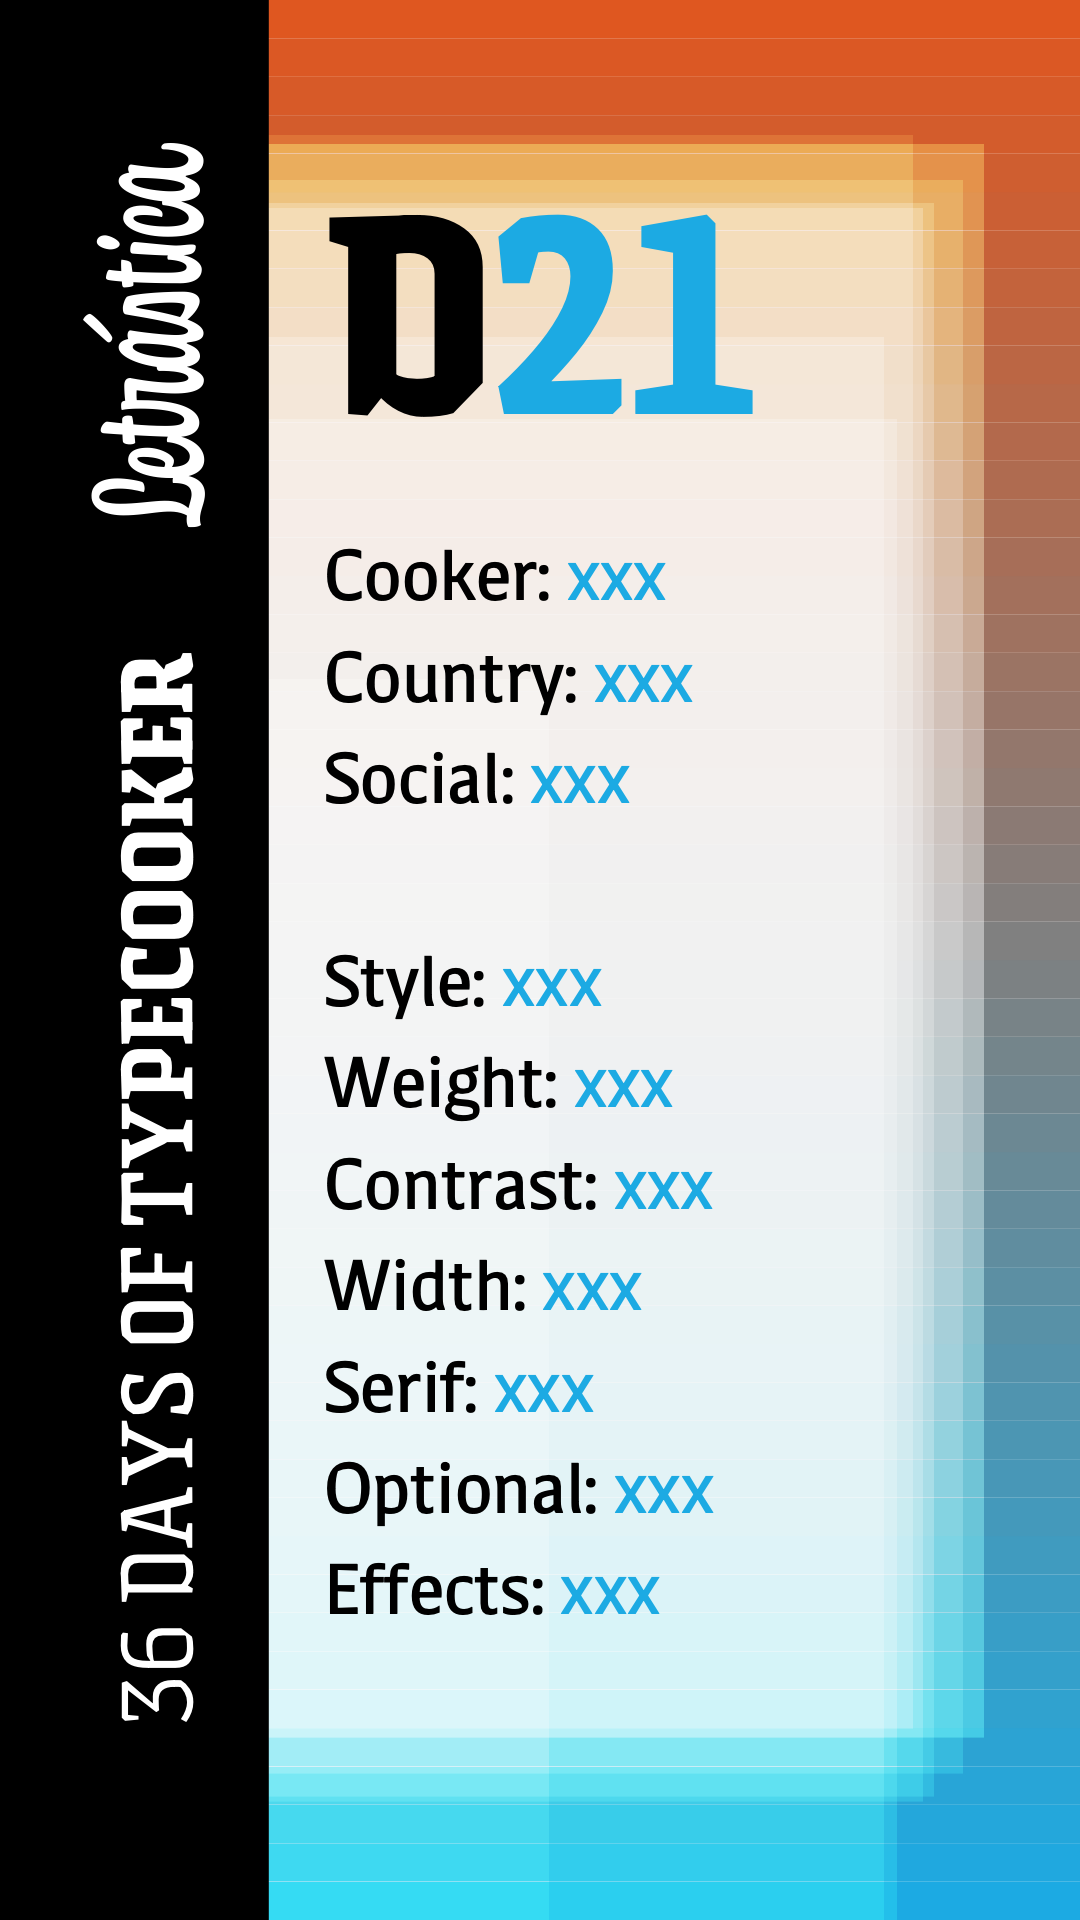 Letrástica
36 DAYS OF TYPECOOKER
D21
Cooker: xxx
Country: xxx
Social: xxx
Style: xxx
Weight: xxx
Contrast: xxx
Width: xxx
Serif: xxx
Optional: xxx
Effects: xxx